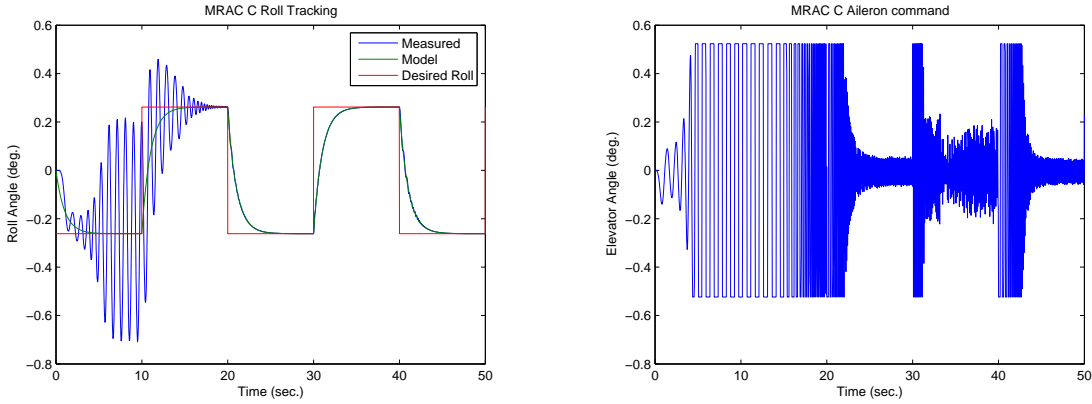 MRAC C Roll Tracking
0.6
0.4
0.2
0
−0.2
−0.4
−0.6
−0.8
Roll Angle (deg.)
Measured
Model
Desired Roll
0 10 20 30 40 50
Time (sec.)
MRAC C Aileron command
0.6
0.4
0.2
0
−0.2
−0.4
−0.6
−0.8
Elevator Angle (deg.)
0 10 20 30 40 50
Time (sec.)